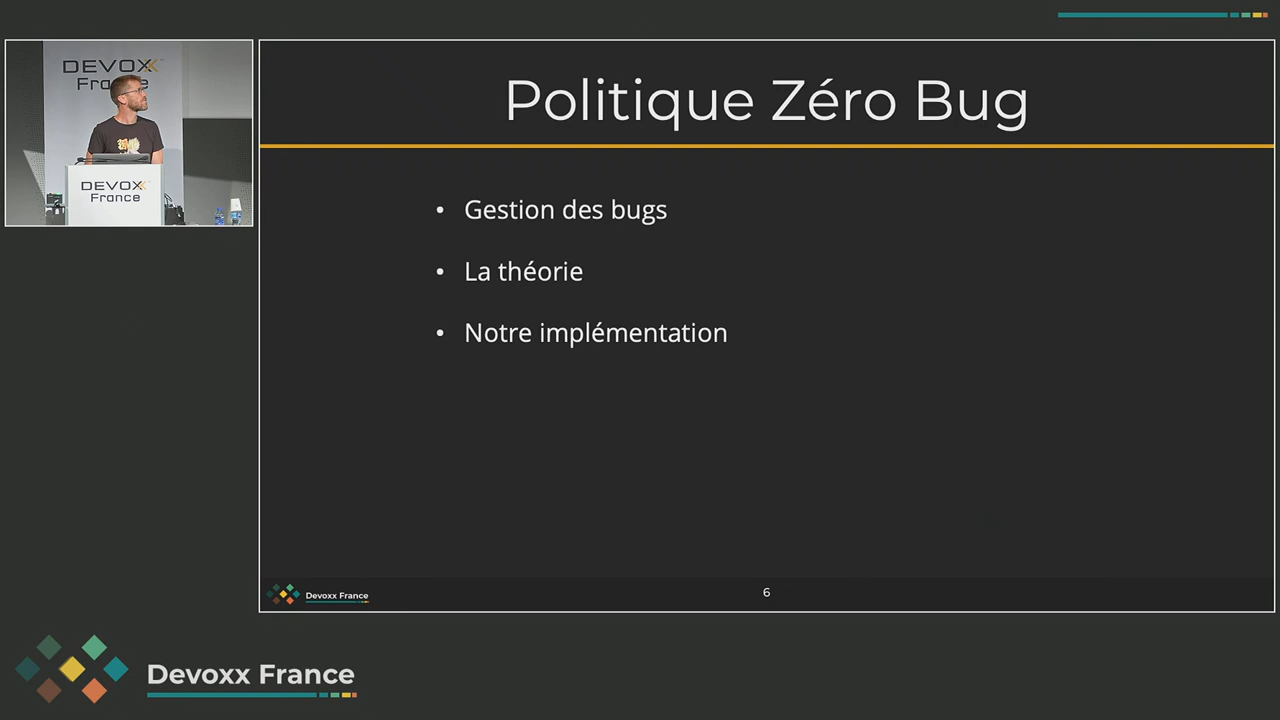 DEVOXX
France
DEVOXX
France
Politique Zéro Bug
• Gestion des bugs
• La théorie
• Notre implémentation
Devoxx France
6
Devoxx France